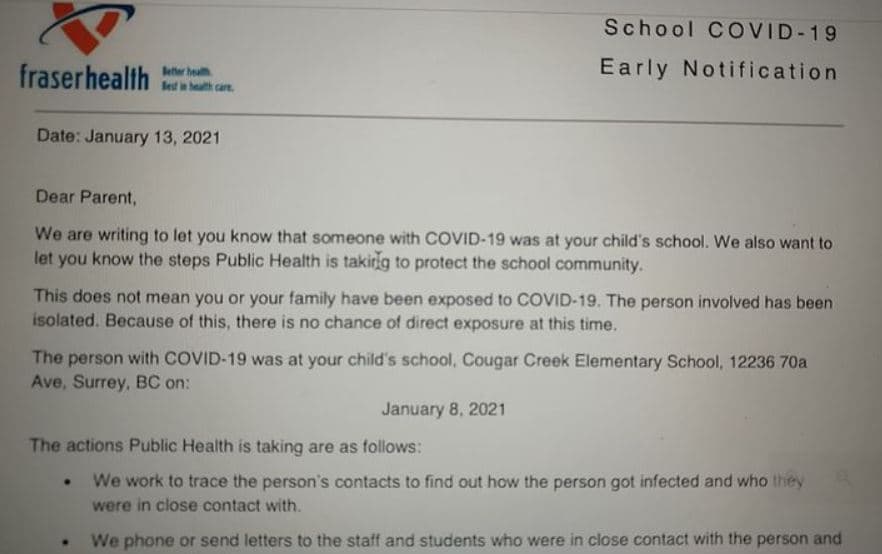 School COVID-19
Early Notification
fraserhealth
Better health.
Best in health care.
Date: January 13, 2021
Dear Parent,
We are writing to let you know that someone with COVID-19 was at your child's school. We also want to
let you know the steps Public Health is taking to protect the school community.
This does not mean you or your family have been exposed to COVID-19. The person involved has been
isolated. Because of this, there is no chance of direct exposure at this time.
The person with COVID-19 was at your child's school, Cougar Creek Elementary School, 12236 70a
Ave, Surrey, BC on:
January 8, 2021
The actions Public Health is taking are as follows:
• We work to trace the person's contacts to find out how the person got infected and who they
were in close contact with.
• We phone or send letters to the staff and students who were in close contact with the person and